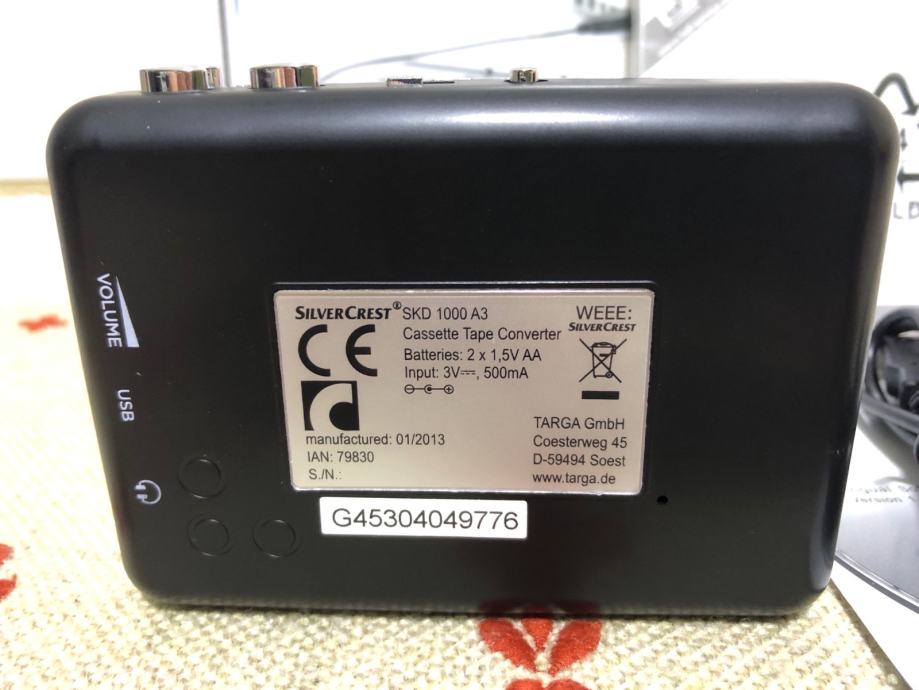 SILVERCREST® SKD 1000 A3
Cassette Tape Converter
Batteries: 2 x 1,5V AA
Input: 3V⎓, 500mA
CE
manufactured: 01/2013
IAN: 79830
S./N.:
WEEE:
SILVERCREST
TARGA GmbH
Coesterweg 45
D-59494 Soest
www.targa.de
G45304049776
VOLUME
USB